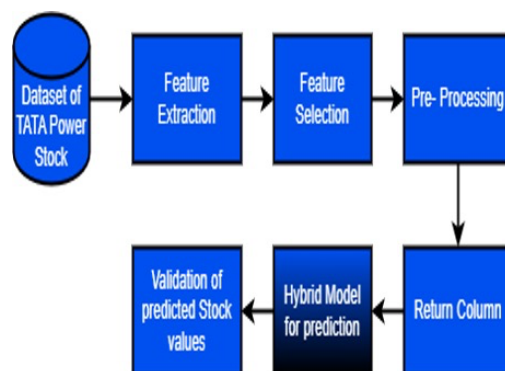 Dataset of
TATA Power
Stock
Feature
Extraction
Feature
Selection
Pre- Processing
Return Column
Hybrid Model
for prediction
Validation of
predicted Stock
values